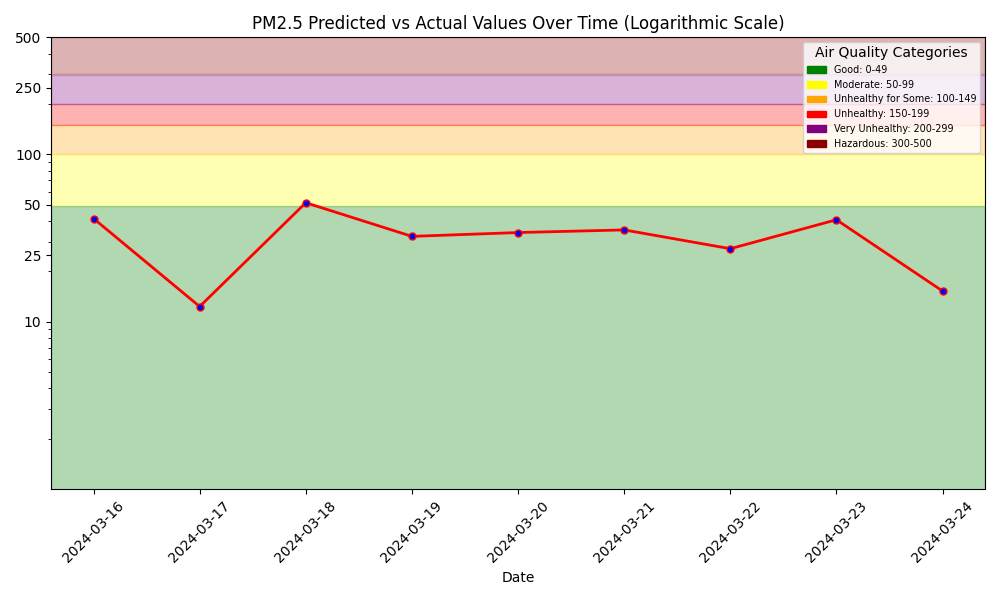 PM2.5 Predicted vs Actual Values Over Time (Logarithmic Scale)
500
250
100
50
25
10
Air Quality Categories
Good: 0-49
Moderate: 50-99
Unhealthy for Some: 100-149
Unhealthy: 150-199
Very Unhealthy: 200-299
Hazardous: 300-500
2024-03-16
2024-03-17
2024-03-18
2024-03-19
2024-03-20
2024-03-21
2024-03-22
2024-03-23
2024-03-24
Date